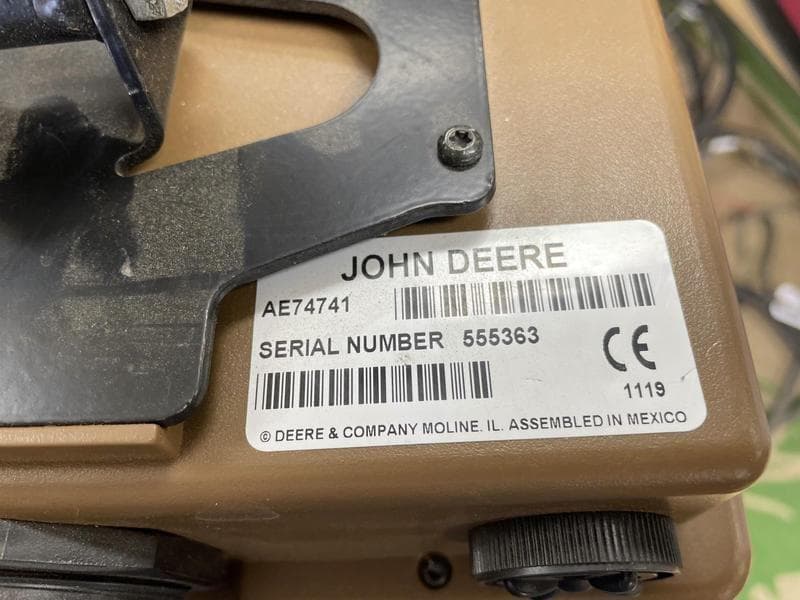 JOHN DEERE
AE74741
SERIAL NUMBER 555363
CE
1119
© DEERE & COMPANY MOLINE. IL. ASSEMBLED IN MEXICO